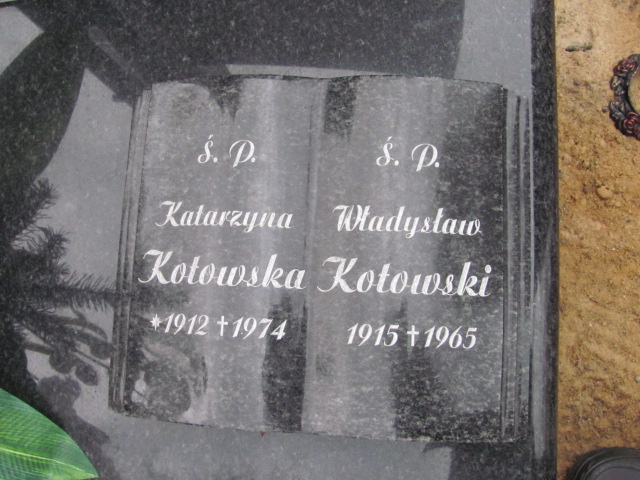 Ś. P.
Katarzyna
Kotowska
*1912 †1974
Ś. P.
Władysław
Kotowski
1915 †1965